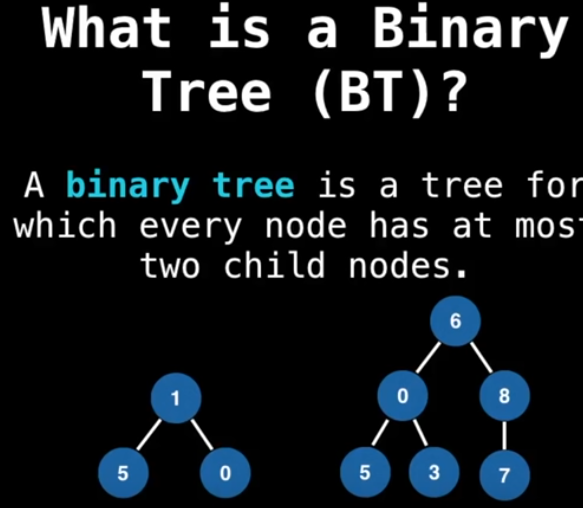 What is a Binary
Tree (BT)?
A binary tree is a tree for
which every node has at most
two child nodes.
6
1
0
8
5
0
5
3
7